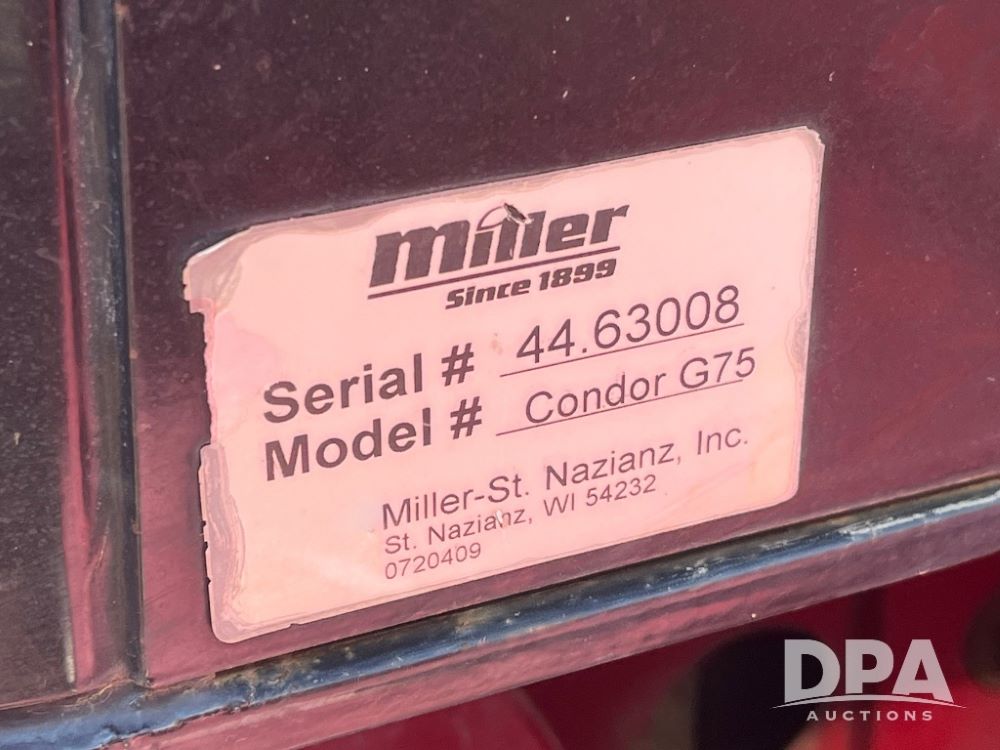 Miller
Since 1899
Serial # 44.63008
Model # Condor G75
Miller-St. Nazianz, Inc.
St. Nazianz, WI 54232
0720409
DPA
AUCTIONS